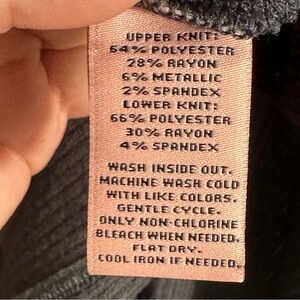 UPPER KNIT:
64% POLYESTER
28% RAYON
6% METALLIC
2% SPANDEX
LOWER KNIT:
66% POLYESTER
30% RAYON
4% SPANDEX
WASH INSIDE OUT.
MACHINE WASH COLD
WITH LIKE COLORS.
GENTLE CYCLE.
ONLY NON-CHLORINE
BLEACH WHEN NEEDED.
FLAT DRY.
COOL IRON IF NEEDED.